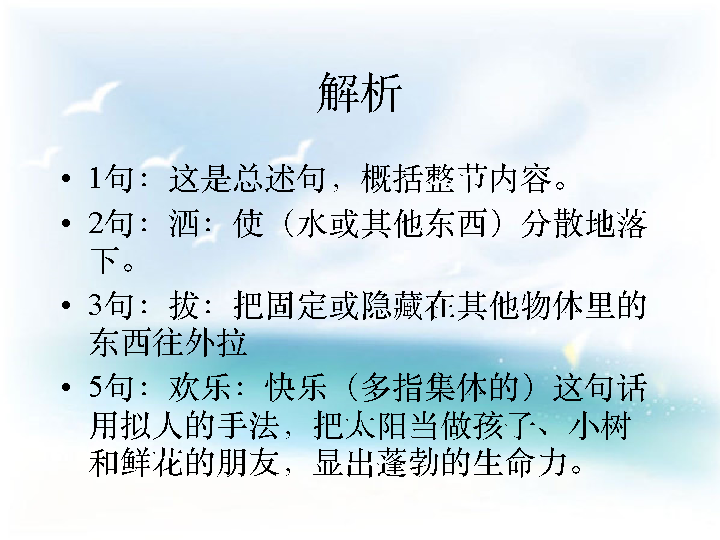 解析
• 1句：这是总述句，概括整节内容。
• 2句：洒：使（水或其他东西）分散地落
下。
• 3句：拔：把固定或隐藏在其他物体里的
东西往外拉
• 5句：欢乐：快乐（多指集体的）这句话
用拟人的手法，把太阳当做孩子、小树
和鲜花的朋友，显出蓬勃的生命力。